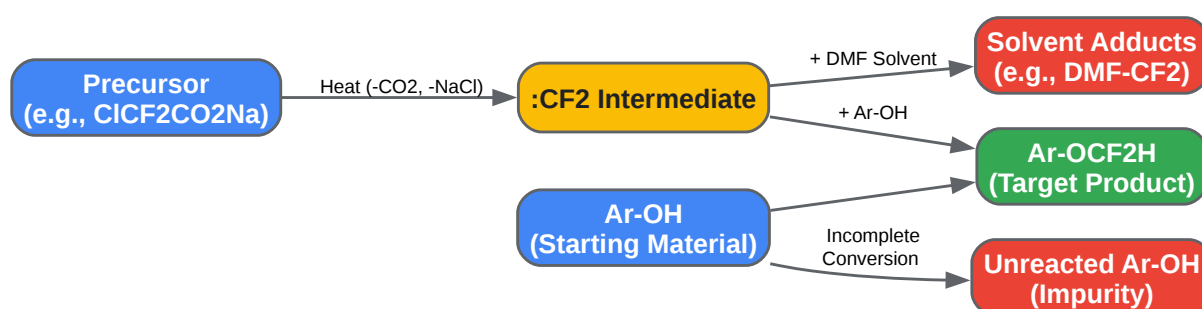 Precursor
(e.g., ClCF2CO2Na)
Heat (-CO2, -NaCl)
:CF2 Intermediate
+ DMF Solvent
Solvent Adducts
(e.g., DMF-CF2)
+ Ar-OH
Ar-OCF2H
(Target Product)
Ar-OH
(Starting Material)
Incomplete
Conversion
Unreacted Ar-OH
(Impurity)